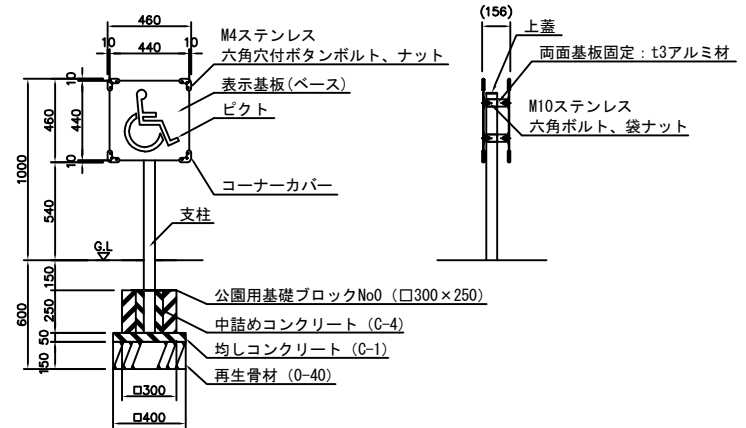 460
10
440
10
M4ステンレス
六角穴付ボタンボルト、ナット
表示基板(ベース)
ピクト
コーナーカバー
支柱
10
440
10
460
1000
540
G.L
150
250
600
50
150
公園用基礎ブロックNo0（□300×250）
中詰めコンクリート（C-4）
均しコンクリート（C-1）
再生骨材（0-40）
□300
□400
(156)
上蓋
両面基板固定：t3アルミ材
M10ステンレス
六角ボルト、袋ナット